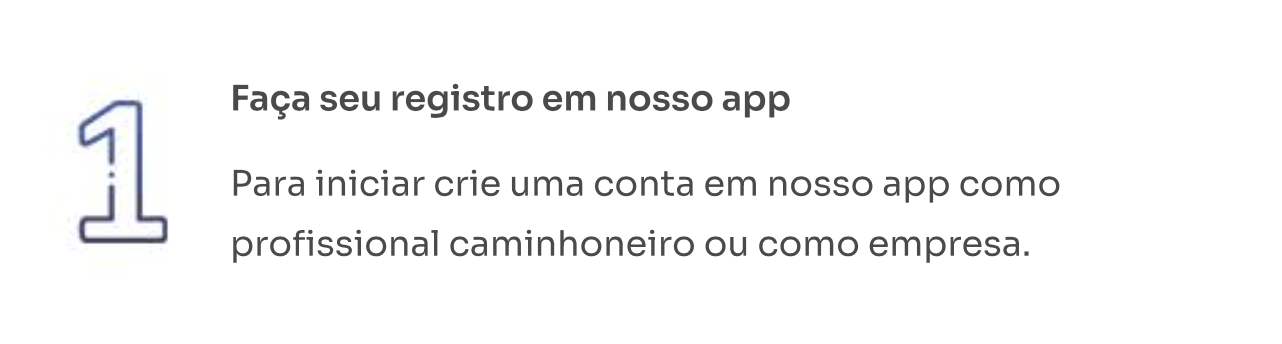 1
Faça seu registro em nosso app
Para iniciar crie uma conta em nosso app como
profissional caminhoneiro ou como empresa.